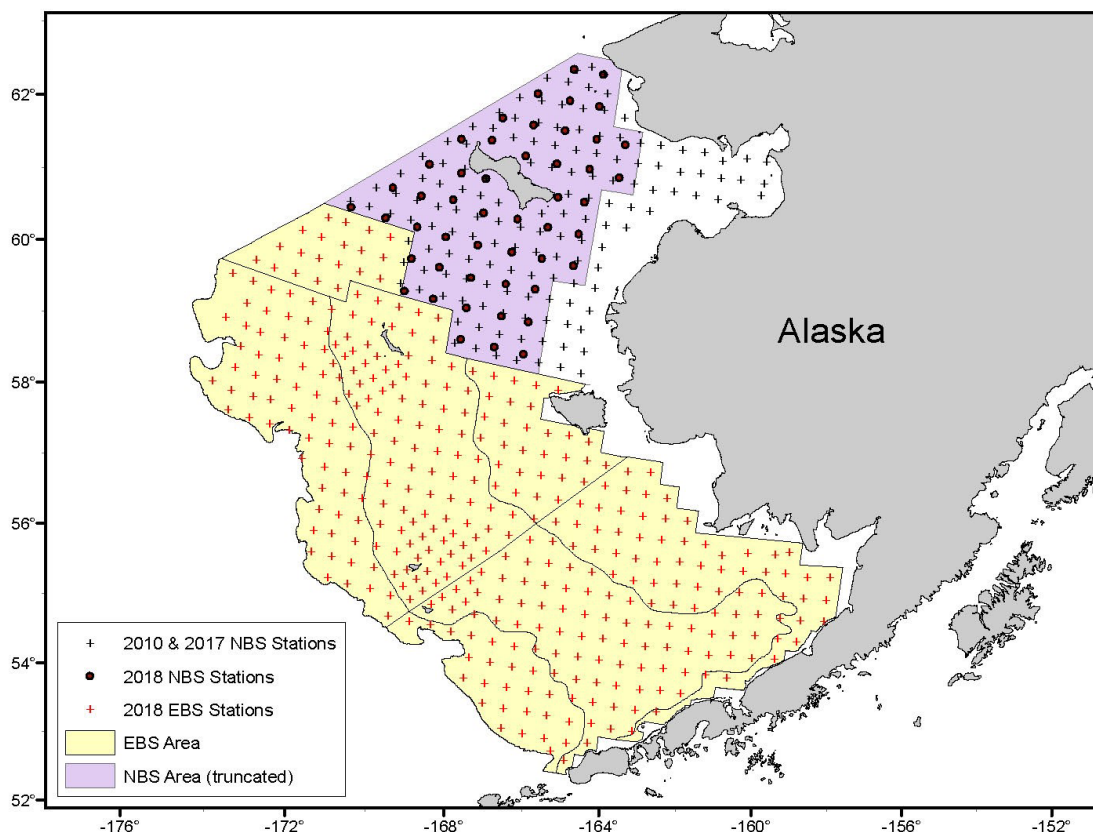 62°
60°
58°
56°
54°
52°
Alaska
2010 & 2017 NBS Stations
2018 NBS Stations
2018 EBS Stations
EBS Area
NBS Area (truncated)
-176° -172° -168° -164° -160° -156° -152°